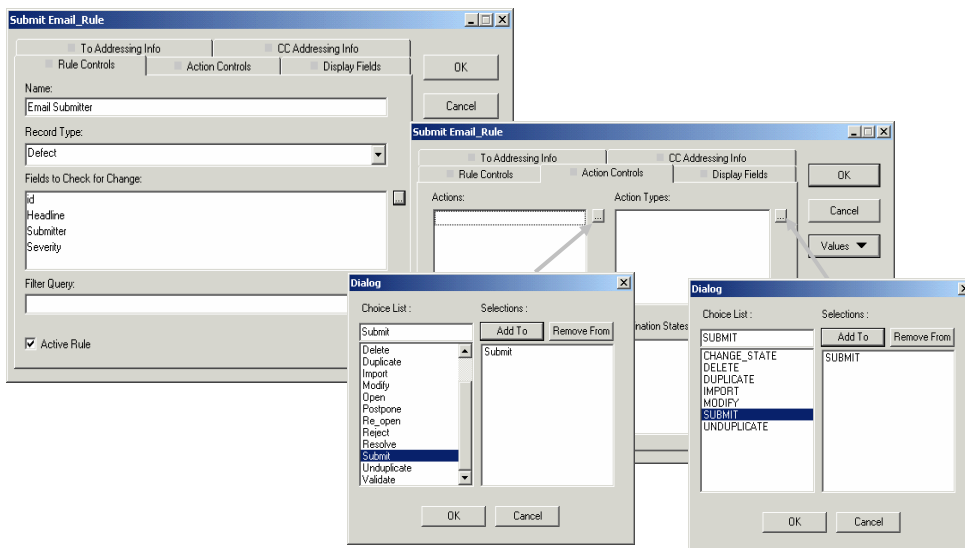 Submit Email_Rule
To Addressing Info
CC Addressing Info
Rule Controls
Action Controls
Display Fields
OK
Cancel
Name:
Email Submitter
Record Type:
Defect
Fields to Check for Change:
id
Headline
Submitter
Severity
...
Filter Query:
Active Rule
Submit Email_Rule
To Addressing Info
CC Addressing Info
Rule Controls
Action Controls
Display Fields
OK
Cancel
Values
Actions:
...
Action Types:
...
Dialog
Choice List :
Selections :
Submit
Add To
Remove From
Delete
Duplicate
Import
Modify
Open
Postpone
Re_open
Reject
Resolve
Submit
Unduplicate
Validate
Submit
OK
Cancel
ination States
Dialog
Choice List :
Selections :
SUBMIT
Add To
Remove From
CHANGE_STATE
DELETE
DUPLICATE
IMPORT
MODIFY
SUBMIT
UNDUPLICATE
SUBMIT
OK
Cancel